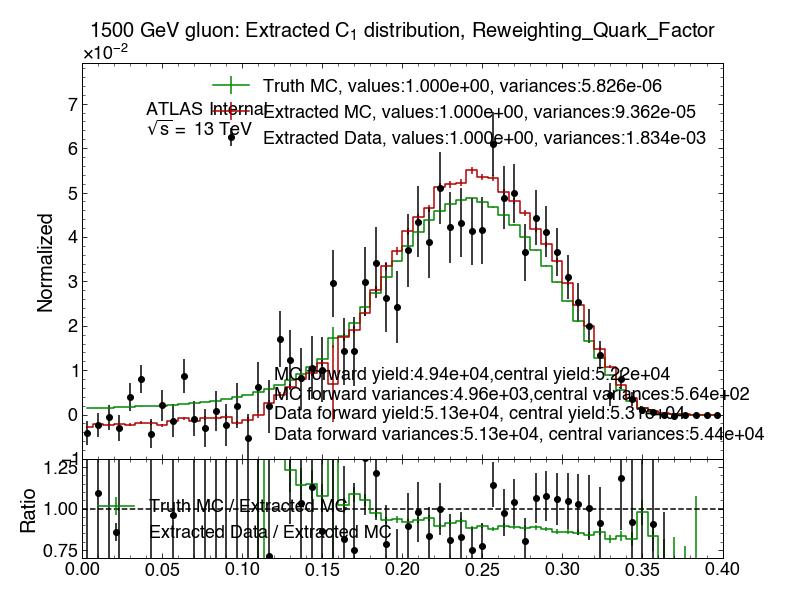 1500 GeV gluon: Extracted C₁ distribution, Reweighting_Quark_Factor
×10⁻²
Truth MC, values:1.000e+00, variances:5.826e-06
ATLAS Internal
Extracted MC, values:1.000e+00, variances:9.362e-05
√s = 13 TeV
Extracted Data, values:1.000e+00, variances:1.834e-03
7
6
5
4
3
2
1
0
-1
Normalized
MC forward yield:4.94e+04,central yield:5.22e+04
MC forward variances:4.96e+03,central variances:5.64e+02
Data forward yield:5.13e+04, central yield:5.31e+04
Data forward variances:5.13e+04, central variances:5.44e+04
1.25
1.00
0.75
Ratio
Truth MC / Extracted MC
Extracted Data / Extracted MC
0.00 0.05 0.10 0.15 0.20 0.25 0.30 0.35 0.40